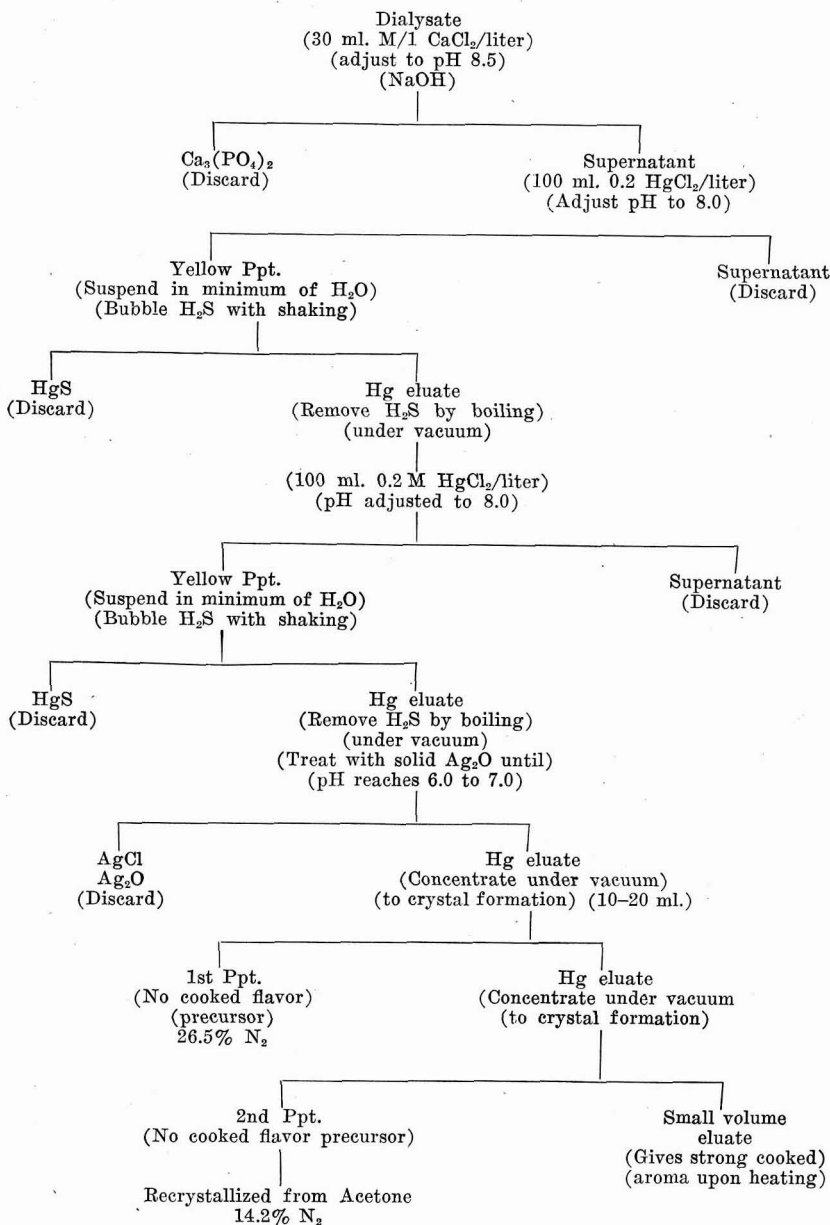 Dialysate
(30 ml. M/1 CaCl₂/liter)
(adjust to pH 8.5)
(NaOH)
Ca₃(PO₄)₂
(Discard)
Supernatant
(100 ml. 0.2 HgCl₂/liter)
(Adjust pH to 8.0)
Yellow Ppt.
(Suspend in minimum of H₂O)
(Bubble H₂S with shaking)
Supernatant
(Discard)
HgS
(Discard)
Hg eluate
(Remove H₂S by boiling)
(under vacuum)
(100 ml. 0.2 M HgCl₂/liter)
(pH adjusted to 8.0)
Yellow Ppt.
(Suspend in minimum of H₂O)
(Bubble H₂S with shaking)
Supernatant
(Discard)
HgS
(Discard)
Hg eluate
(Remove H₂S by boiling)
(under vacuum)
(Treat with solid Ag₂O until)
(pH reaches 6.0 to 7.0)
AgCl
Ag₂O
(Discard)
Hg eluate
(Concentrate under vacuum)
(to crystal formation) (10–20 ml.)
1st Ppt.
(No cooked flavor)
(precursor)
26.5% N₂
Hg eluate
(Concentrate under vacuum
(to crystal formation)
2nd Ppt.
(No cooked flavor precursor)
Recrystallized from Acetone
14.2% N₂
Small volume
eluate
(Gives strong cooked)
(aroma upon heating)